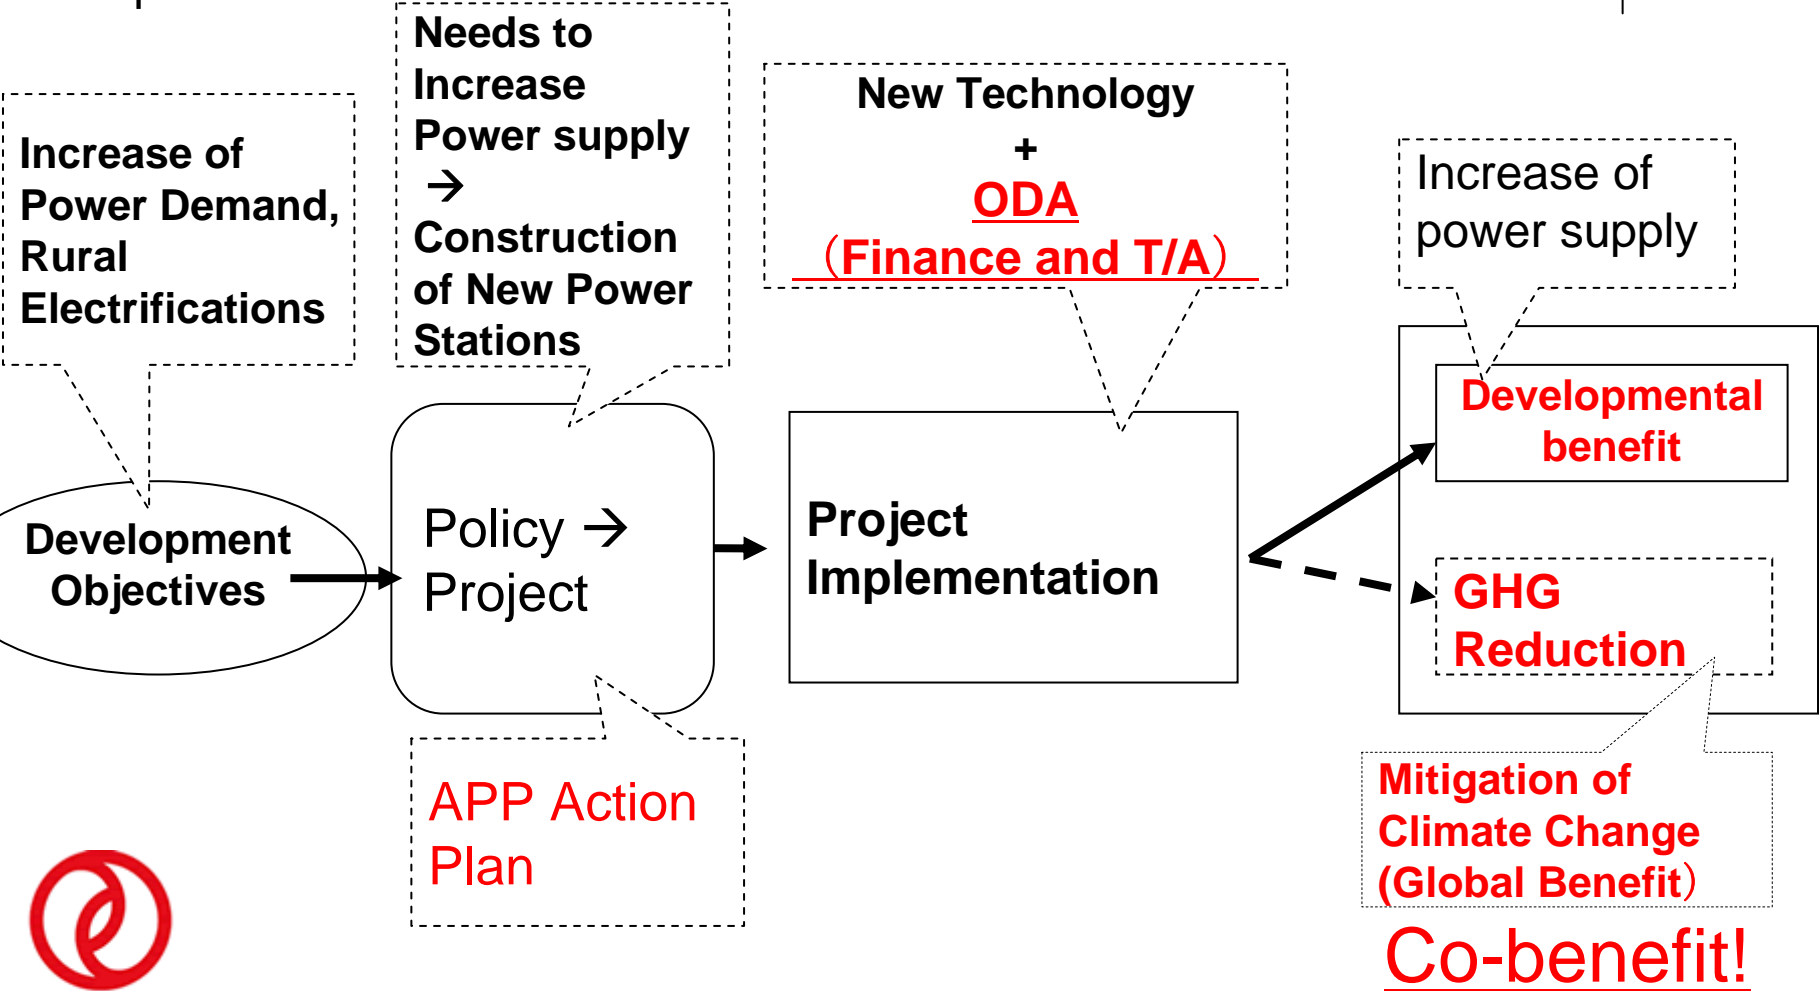 Increase of
Power Demand,
Rural
Electrifications
Needs to
Increase
Power supply
→
Construction
of New Power
Stations
New Technology
+
ODA
（Finance and T/A）
Increase of
power supply
Development
Objectives
Policy →
Project
Project
Implementation
Developmental
benefit
GHG
Reduction
APP Action
Plan
Mitigation of
Climate Change
(Global Benefit）
Co-benefit!